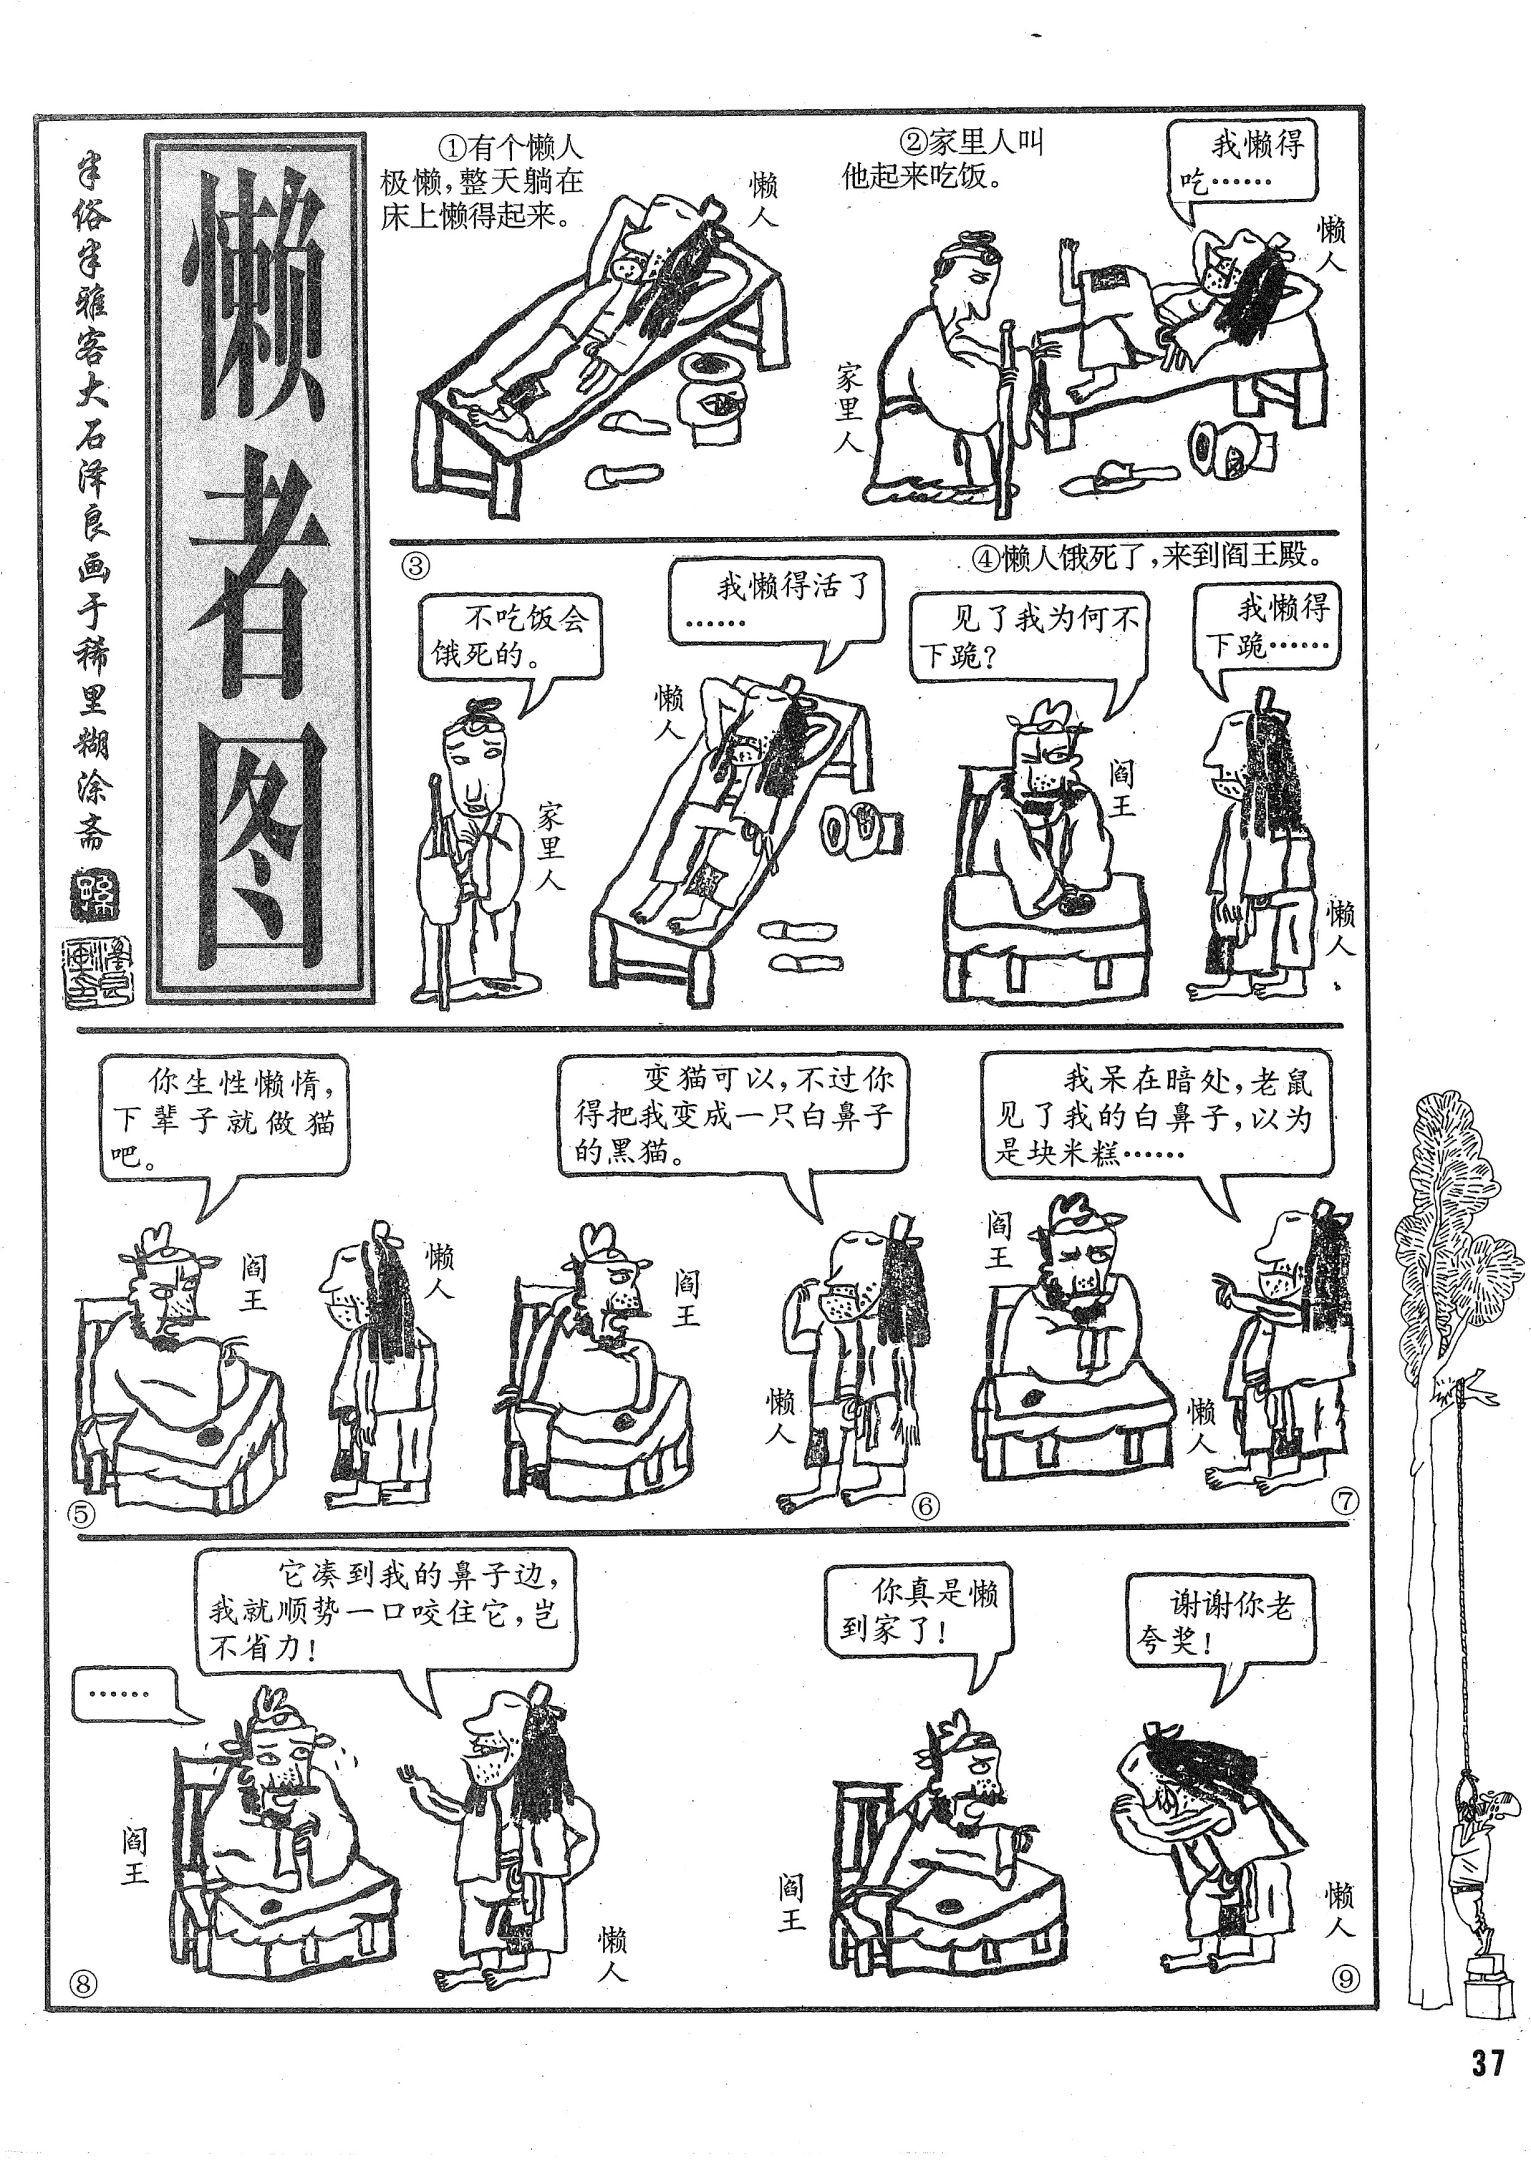 懒者图
半俗半雅客大石泽良画于稀里糊涂斋
①有个懒人
极懒，整天躺在
床上懒得起来。
懒人
②家里人叫
他起来吃饭。
我懒得
吃……
懒人
家里人
③
不吃饭会
饿死的。
我懒得活了
……
懒人
家里人
④懒人饿死了，来到阎王殿。
见了我为何不
下跪？
我懒得
下跪……
阎王
懒人
你生性懒惰，
下辈子就做猫
吧。
阎王
懒人
⑤
变猫可以，不过你
得把我变成一只白鼻子
的黑猫。
阎王
懒人
⑥
我呆在暗处，老鼠
见了我的白鼻子，以为
是块米糕……
阎王
懒人
⑦
它凑到我的鼻子边，
我就顺势一口咬住它，岂
不省力！
……
阎王
懒人
⑧
你真是懒
到家了！
谢谢你老
夸奖！
阎王
懒人
⑨
37